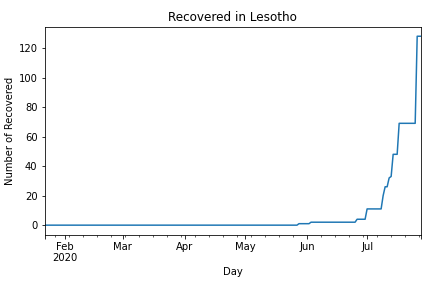 Recovered in Lesotho
Number of Recovered
120
100
80
60
40
20
0
Feb
2020
Mar
Apr
May
Jun
Jul
Day